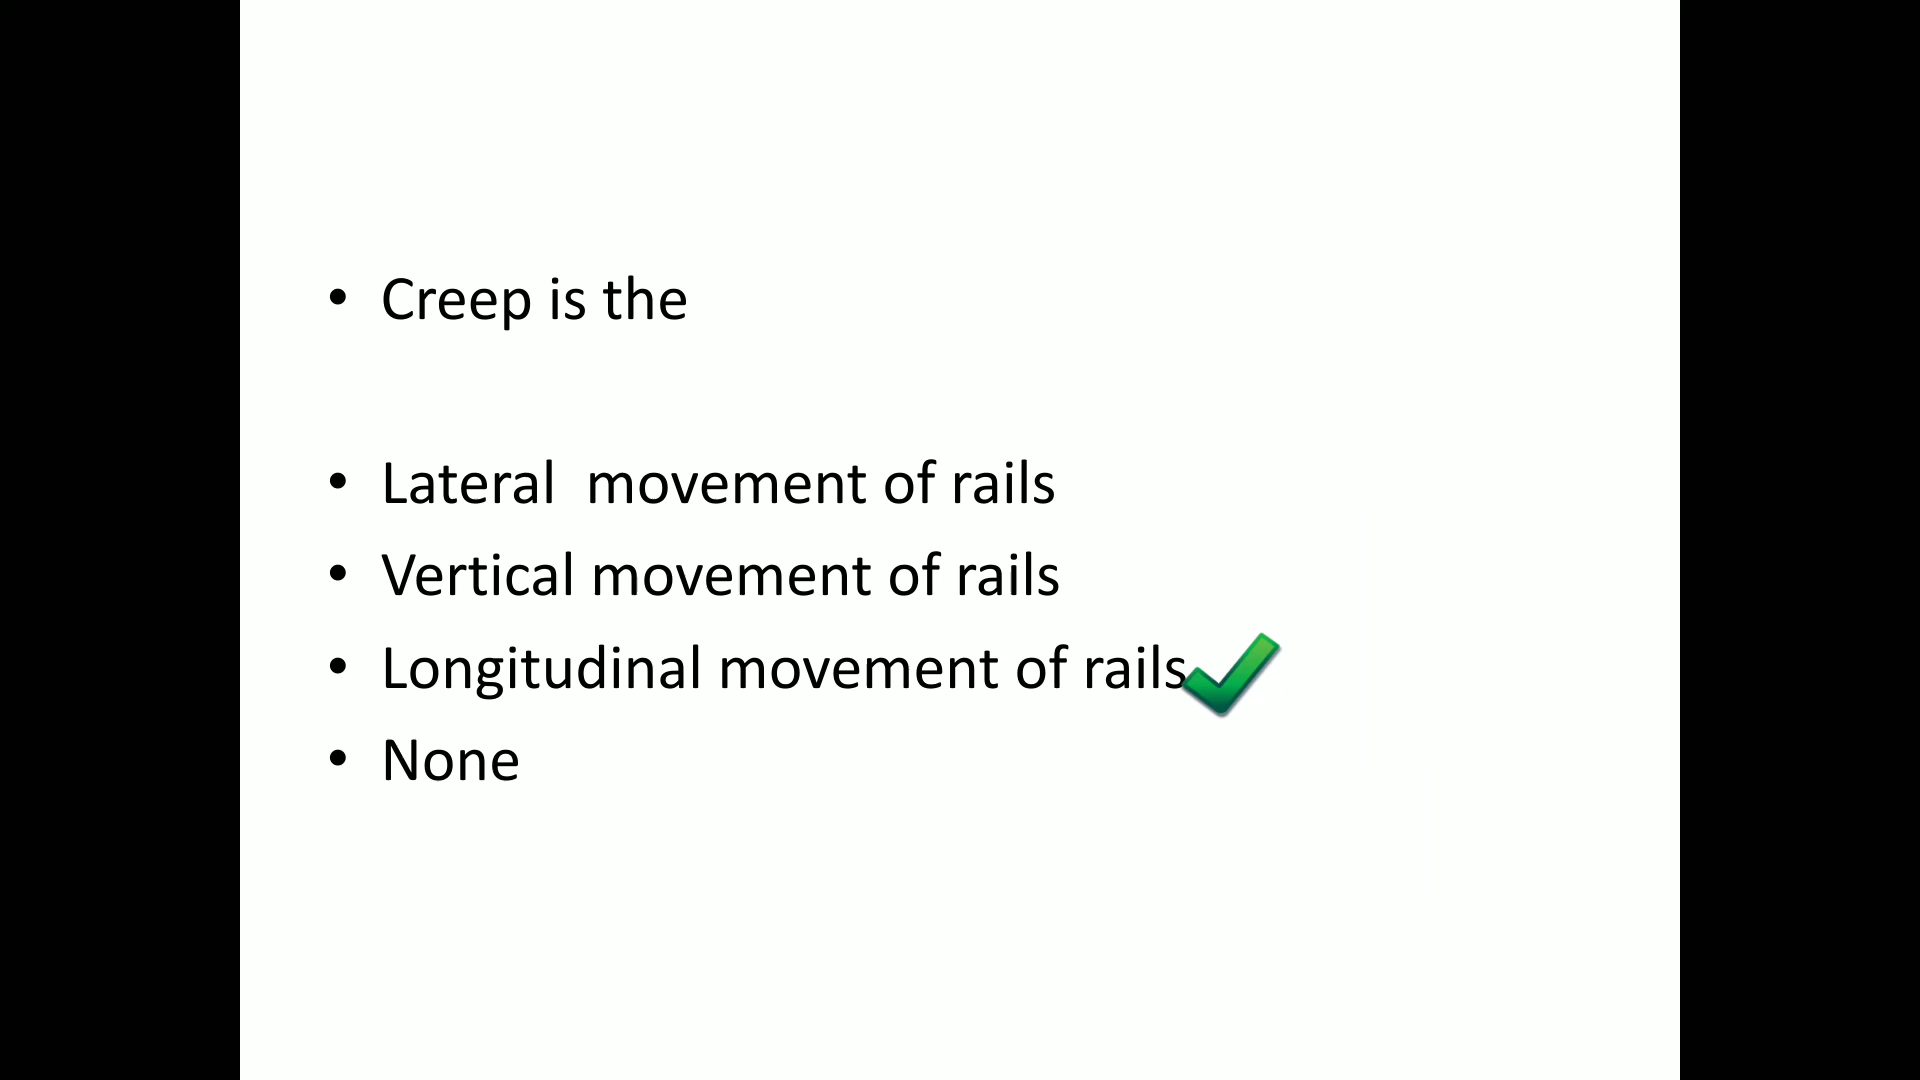 • Creep is the
• Lateral  movement of rails
• Vertical movement of rails
• Longitudinal movement of rails
• None